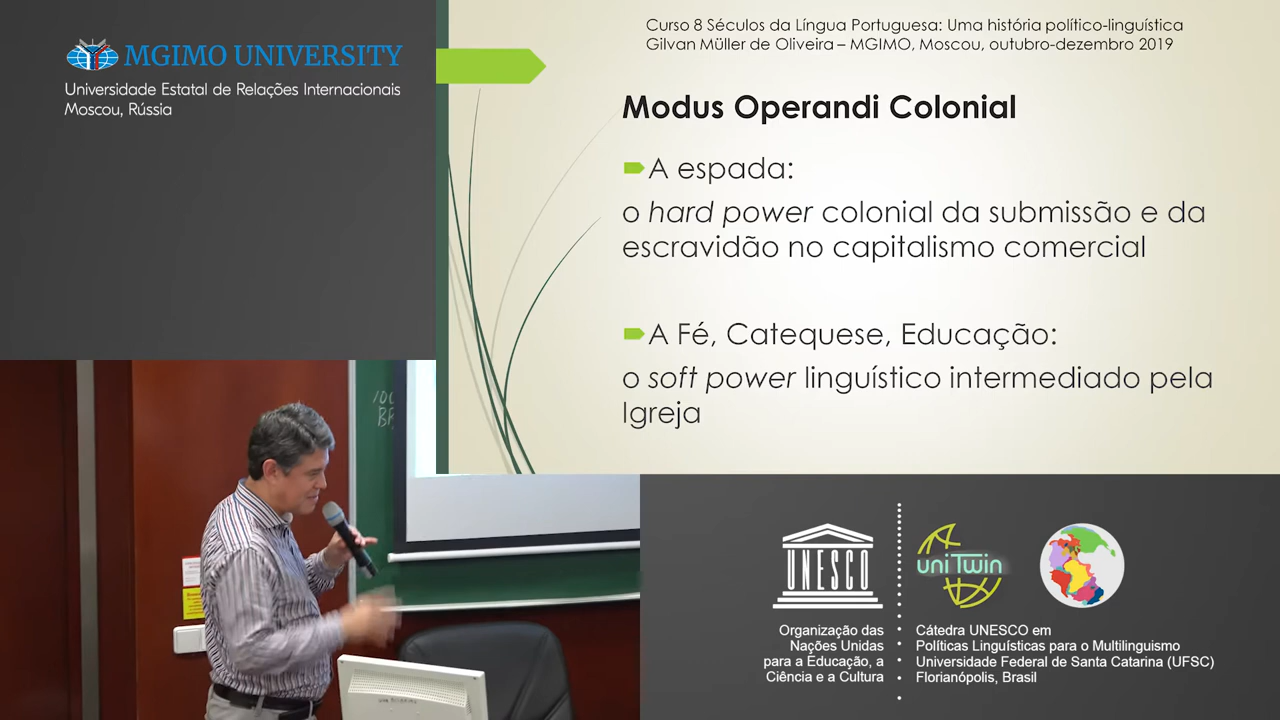 MGIMO UNIVERSITY
Universidade Estatal de Relações Internacionais
Moscou, Rússia
Curso 8 Séculos da Língua Portuguesa: Uma história político-linguística
Gilvan Müller de Oliveira – MGIMO, Moscou, outubro-dezembro 2019
Modus Operandi Colonial
A espada:
o hard power colonial da submissão e da
escravidão no capitalismo comercial
A Fé, Catequese, Educação:
o soft power linguístico intermediado pela
Igreja
UNESCO
uniTwin
Organização das
Nações Unidas
para a Educação, a
Ciência e a Cultura
Cátedra UNESCO em
Políticas Linguísticas para o Multilinguismo
Universidade Federal de Santa Catarina (UFSC)
Florianópolis, Brasil